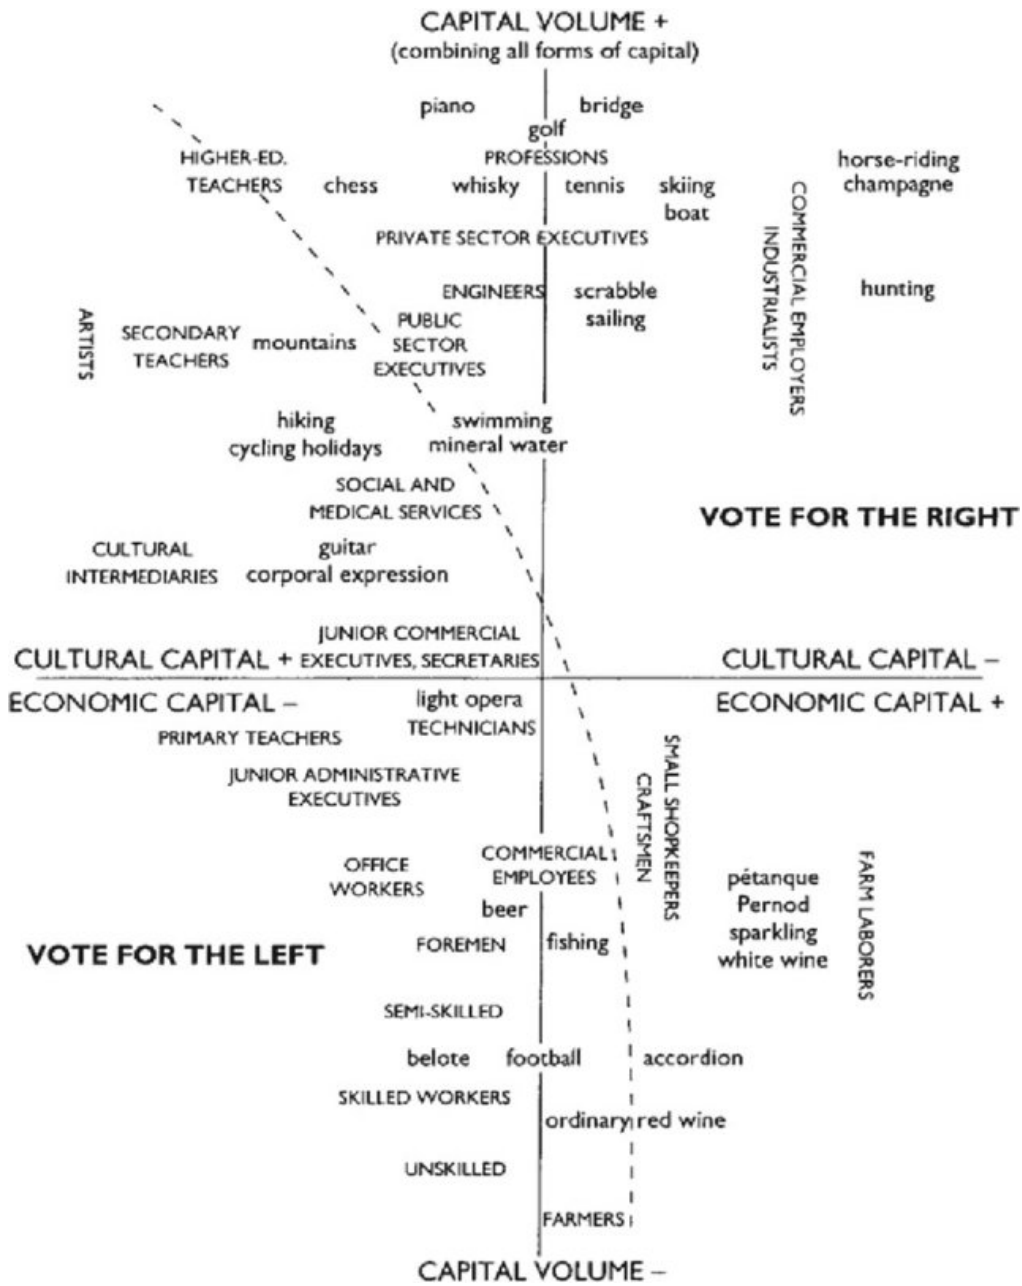 CAPITAL VOLUME +
(combining all forms of capital)
piano
bridge
golf
HIGHER-ED.
TEACHERS
chess
PROFESSIONS
whisky
tennis
skiing
boat
horse-riding
champagne
COMMERCIAL EMPLOYERS
INDUSTRIALISTS
PRIVATE SECTOR EXECUTIVES
ENGINEERS
scrabble
sailing
hunting
ARTISTS
SECONDARY
TEACHERS
mountains
PUBLIC
SECTOR
EXECUTIVES
hiking
cycling holidays
swimming
mineral water
SOCIAL AND
MEDICAL SERVICES
VOTE FOR THE RIGHT
CULTURAL
INTERMEDIARIES
guitar
corporal expression
JUNIOR COMMERCIAL
EXECUTIVES, SECRETARIES
CULTURAL CAPITAL +
CULTURAL CAPITAL –
ECONOMIC CAPITAL –
ECONOMIC CAPITAL +
light opera
TECHNICIANS
PRIMARY TEACHERS
JUNIOR ADMINISTRATIVE
EXECUTIVES
SMALL SHOPKEEPERS
CRAFTSMEN
OFFICE
WORKERS
COMMERCIAL
EMPLOYEES
beer
pétanque
Pernod
sparkling
white wine
FARM LABORERS
VOTE FOR THE LEFT
FOREMEN
fishing
SEMI-SKILLED
belote
football
accordion
SKILLED WORKERS
ordinary red wine
UNSKILLED
FARMERS
CAPITAL VOLUME –